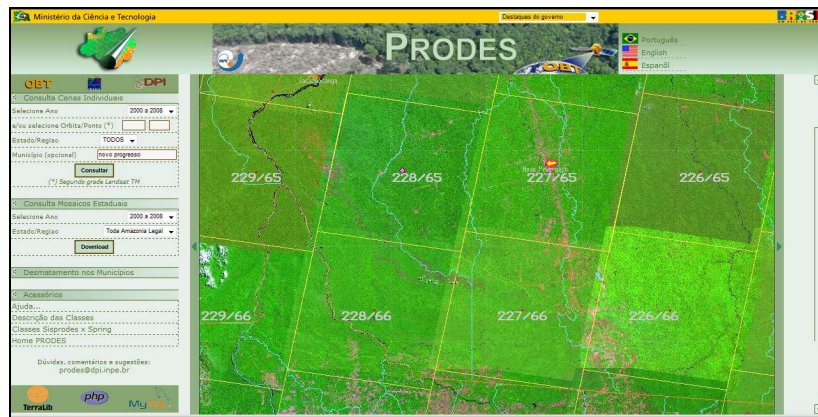 Ministério da Ciência e Tecnologia
Destaques do governo
PRODES
Português
English
Espanõl
OBT
OBT
DPI
Consulta Cenas Individuais
Selecione Ano
2000 a 2008
e/ou selecione Orbita/Ponto (*)
Estado/Regiao
TODOS
Município (opcional)
novo progresso
Consultar
(*) Segundo grade Landsat TM
Consulta Mosaicos Estaduais
Selecione Ano
2000 a 2008
Estado/Regiao
Toda Amazonia Legal
Download
Desmatamento nos Municípios
Acessórios
Ajuda...
Descrição das Classes
Classes Sisprodes x Spring
Home PRODES
Dúvidas, comentários e sugestões:
prodes@dpi.inpe.br
TerraLib
php
229/65
228/65
227/65
226/65
229/66
228/66
227/66
226/66